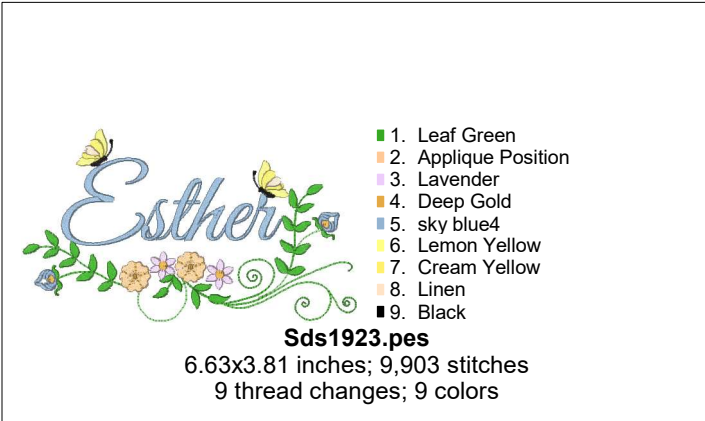 Esther
1. Leaf Green
2. Applique Position
3. Lavender
4. Deep Gold
5. sky blue4
6. Lemon Yellow
7. Cream Yellow
8. Linen
9. Black
Sds1923.pes
6.63x3.81 inches; 9,903 stitches
9 thread changes; 9 colors